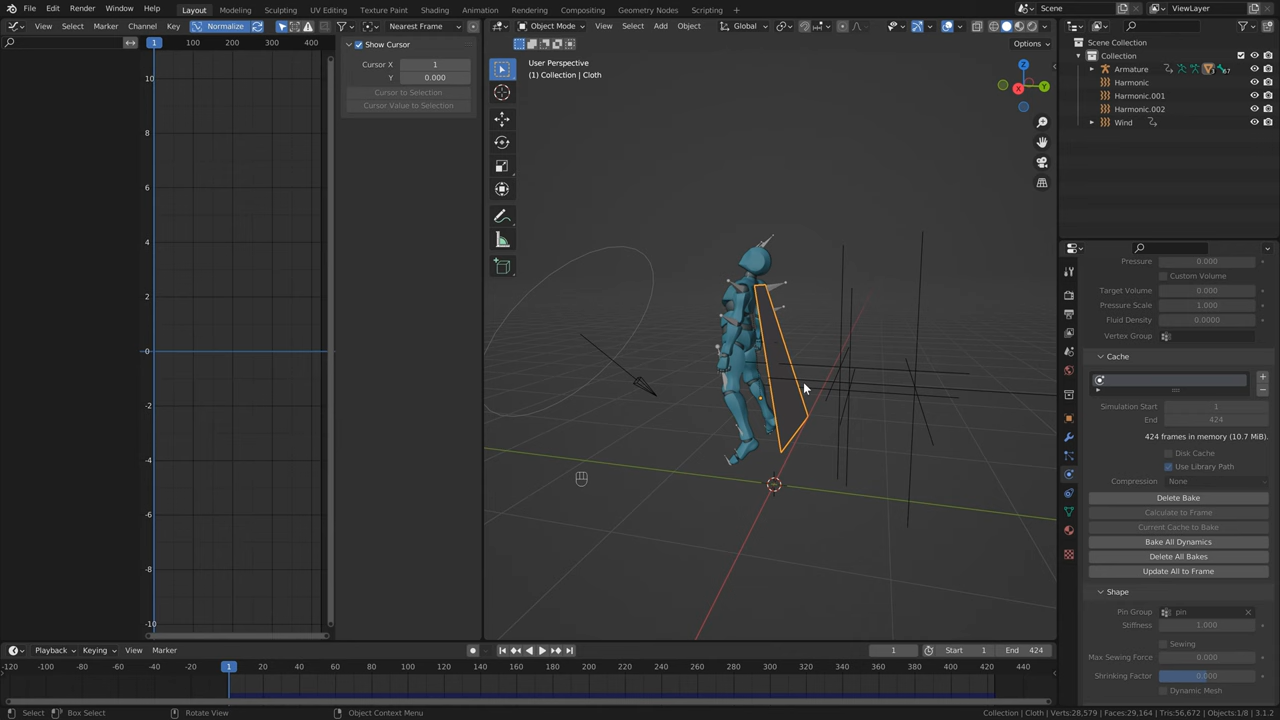 File Edit Render Window Help Layout Modeling Sculpting UV Editing Texture Paint Shading Animation Rendering Compositing Geometry Nodes Scripting Scene ViewLayer
View Select Marker Channel Key Normalize Nearest Frame
Object Mode View Select Add Object Global
Options
1 100 200 300 400
10
8
6
4
2
0
-2
-4
-6
-8
-10
Show Cursor
Cursor X 1
Y 0.000
Cursor to Selection
Cursor Value to Selection
User Perspective
(1) Collection | Cloth
Z
X
Y
Scene Collection
Collection
Armature
Harmonic
Harmonic.001
Harmonic.002
Wind
Pressure 0.000
Custom Volume
Target Volume 0.000
Pressure Scale 1.000
Fluid Density 0.0000
Vertex Group
Cache
Simulation Start 1
End 424
424 frames in memory (10.7 MiB).
Disk Cache
Use Library Path
Compression None
Delete Bake
Calculate to Frame
Current Cache to Bake
Bake All Dynamics
Delete All Bakes
Update All to Frame
Shape
Pin Group pin
Stiffness 1.000
Sewing
Max Sewing Force 0.000
Shrinking Factor 0.000
Dynamic Mesh
Playback Keying View Marker 1 Start 1 End 424
-120 -100 -80 -60 -40 -20 1 20 40 60 80 100 120 140 160 180 200 220 240 260 280 300 320 340 360 380 400 420 440
Select Box Select Rotate View Object Context Menu Collection | Cloth | Verts:28,579 | Faces:29,164 | Tris:56,672 | Objects:1/8 | 3.1.2